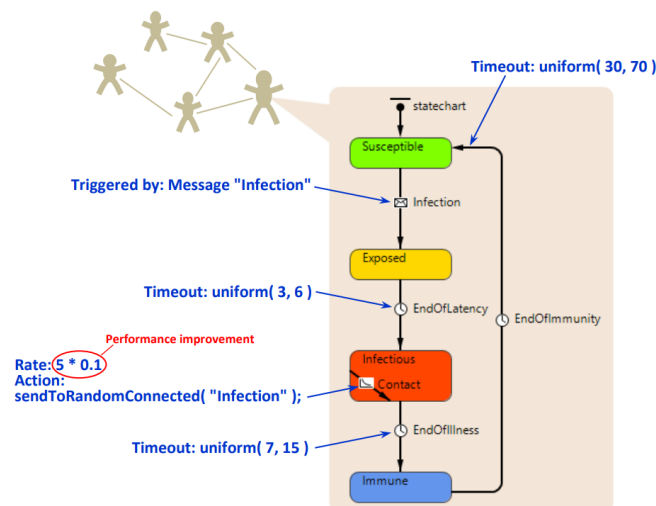 Timeout: uniform( 30, 70 )
statechart
Susceptible
Triggered by: Message "Infection"
Infection
Exposed
Timeout: uniform( 3, 6 )
EndOfLatency
EndOfImmunity
Performance improvement
Rate: 5 * 0.1
Action:
sendToRandomConnected( "Infection" );
Infectious
Contact
EndOfIllness
Timeout: uniform( 7, 15 )
Immune